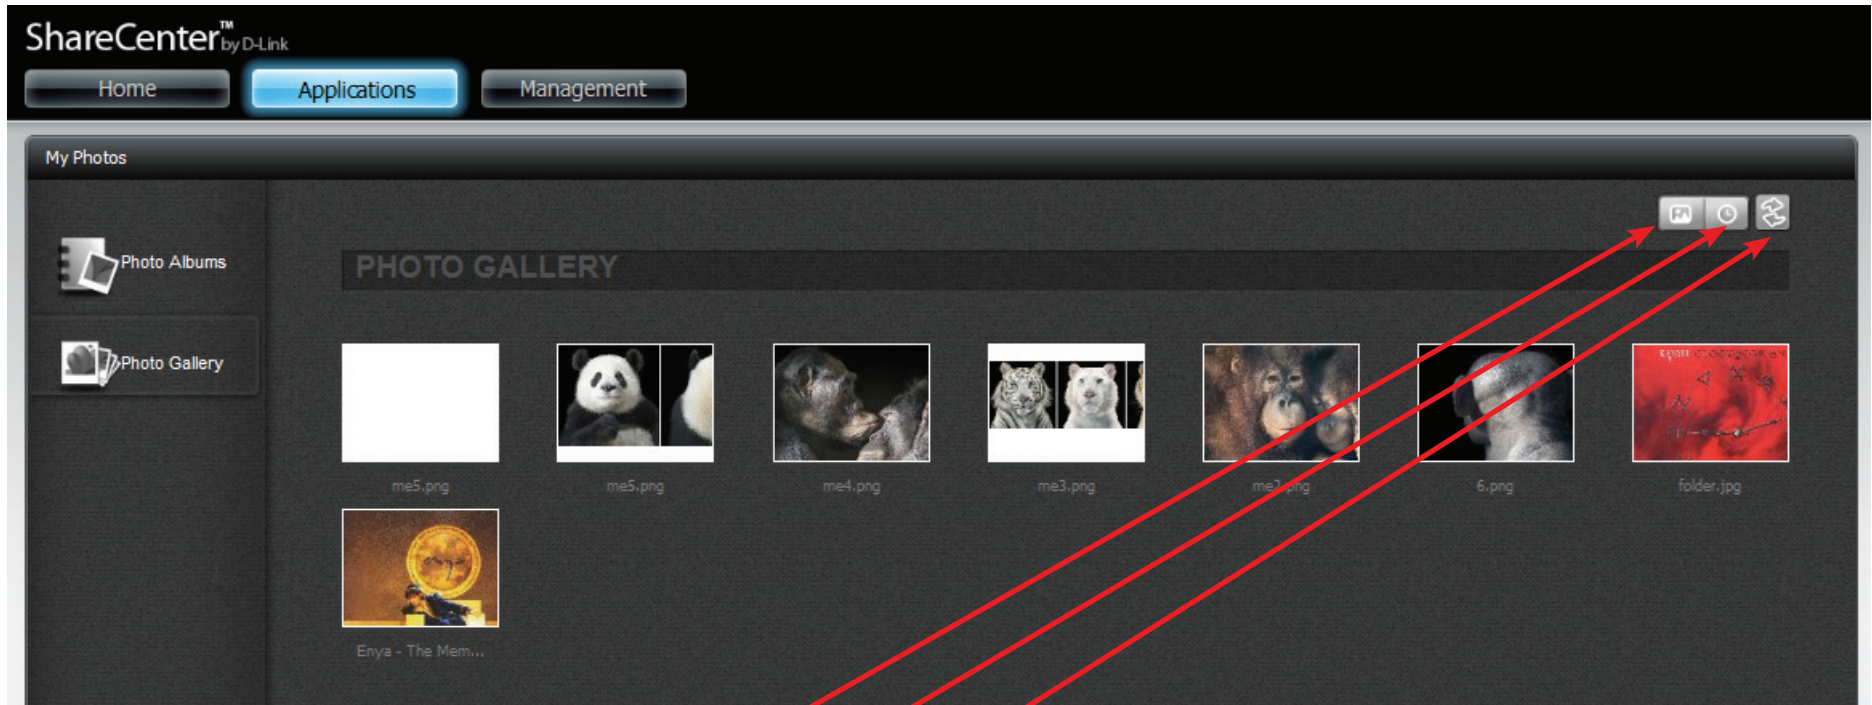 ShareCenter™ by D-Link
Home Applications Management
My Photos
Photo Albums
PHOTO GALLERY
Photo Gallery
me5.png me5.png me4.png me3.png me2.png 6.png folder.jpg
Enya - The Mem...